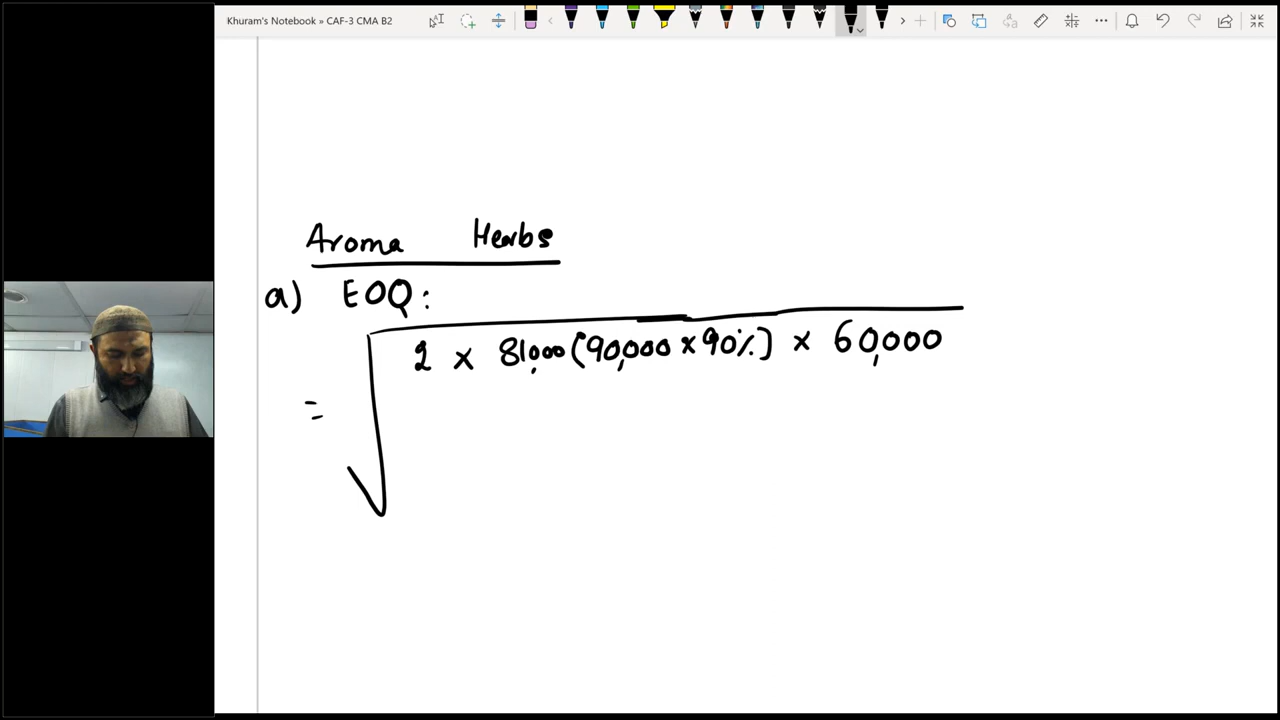 Khuram's Notebook » CAF-3 CMA B2
Aroma Herbs
a) EOQ:
= √ 2 × 81,000 (90,000 × 90%) × 60,000